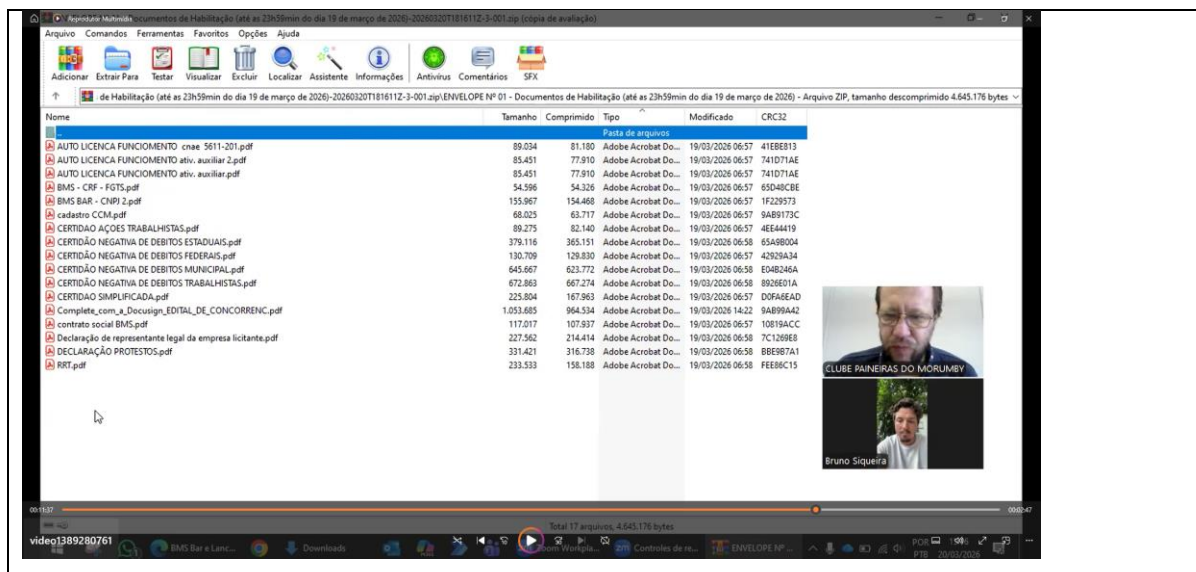 Documentos de Habilitação (até as 23h59min do dia 19 de março de 2026)-20260320T181611Z-3-001.zip (cópia de avaliação)
Arquivo Comandos Ferramentas Favoritos Opções Ajuda
Adicionar Extrair Para Testar Visualizar Excluir Localizar Assistente Informações Antivírus Comentários SFX
de Habilitação (até as 23h59min do dia 19 de março de 2026)-20260320T181611Z-3-001.zip\ENVELOPE Nº 01 - Documentos de Habilitação (até as 23h59min do dia 19 de março de 2026) - Arquivo ZIP, tamanho descomprimido 4.645.176 bytes
Nome Tamanho Comprimido Tipo Modificado CRC32
.. Pasta de arquivos
AUTO LICENCA FUNCIOMENTO cnae 5611-201.pdf 89.034 81.180 Adobe Acrobat Do... 19/03/2026 06:57 41EBE813
AUTO LICENCA FUNCIOMENTO ativ. auxiliar 2.pdf 85.451 77.910 Adobe Acrobat Do... 19/03/2026 06:57 741D71AE
AUTO LICENCA FUNCIOMENTO ativ. auxiliar.pdf 85.451 77.910 Adobe Acrobat Do... 19/03/2026 06:57 741D71AE
BMS - CRF - FGTS.pdf 54.596 54.326 Adobe Acrobat Do... 19/03/2026 06:57 65D48CBE
BMS BAR - CNPJ 2.pdf 155.967 154.468 Adobe Acrobat Do... 19/03/2026 06:57 1F229573
cadastro CCM.pdf 68.025 63.717 Adobe Acrobat Do... 19/03/2026 06:57 9AB9173C
CERTIDAO AÇOES TRABALHISTAS.pdf 89.275 82.140 Adobe Acrobat Do... 19/03/2026 06:57 4EE44419
CERTIDÃO NEGATIVA DE DEBITOS ESTADUAIS.pdf 379.116 365.151 Adobe Acrobat Do... 19/03/2026 06:58 65A9B004
CERTIDÃO NEGATIVA DE DEBITOS FEDERAIS.pdf 130.709 129.830 Adobe Acrobat Do... 19/03/2026 06:57 42929A34
CERTIDÃO NEGATIVA DE DEBITOS MUNICIPAL.pdf 645.667 623.772 Adobe Acrobat Do... 19/03/2026 06:58 E04B246A
CERTIDÃO NEGATIVA DE DEBITOS TRABALHISTAS.pdf 672.863 667.274 Adobe Acrobat Do... 19/03/2026 06:58 8926E01A
CERTIDAO SIMPLIFICADA.pdf 225.804 167.963 Adobe Acrobat Do... 19/03/2026 06:57 D0FA6EAD
Complete_com_a_Docusign_EDITAL_DE_CONCORRENC.pdf 1.053.685 964.534 Adobe Acrobat Do... 19/03/2026 14:22 9AB99A42
contrato social BMS.pdf 117.017 107.937 Adobe Acrobat Do... 19/03/2026 06:57 10819ACC
Declaração de representante legal da empresa licitante.pdf 227.562 214.414 Adobe Acrobat Do... 19/03/2026 06:58 7C1269E8
DECLARAÇÃO PROTESTOS.pdf 331.421 316.738 Adobe Acrobat Do... 19/03/2026 06:58 BBE9B7A1
RRT.pdf 233.533 158.188 Adobe Acrobat Do... 19/03/2026 06:58 FEE86C15
CLUBE PAINEIRAS DO MORUMBY
Bruno Siqueira
00:11:37 00:02:47
Total 17 arquivos, 4.645.176 bytes
video1389280761
BMS Bar e Lanc... Downloads Zoom Workpla... Controles de re... ENVELOPE Nº ...
POR
PTB 20/03/2026